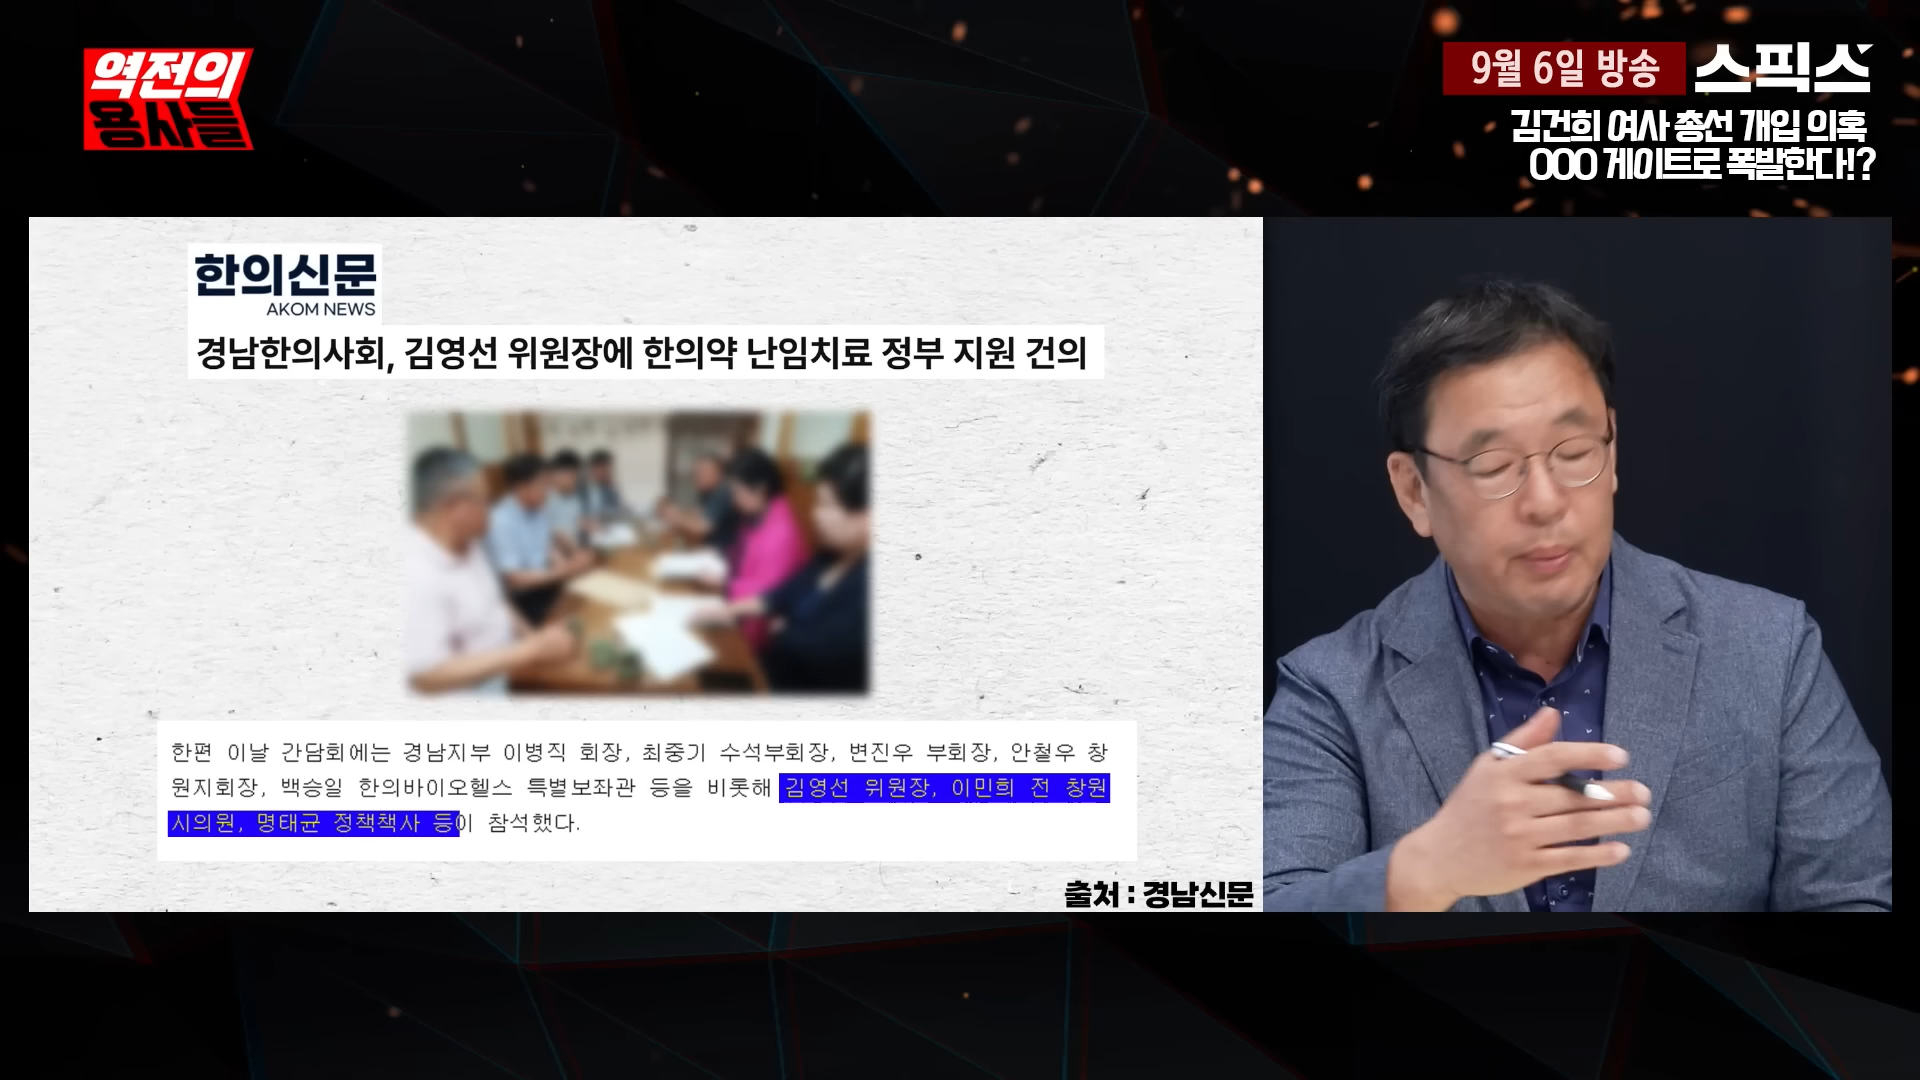 역전의
용사들
9월 6일 방송
스픽스
김건희 여사 총선 개입 의혹
OOO 게이트로 폭발한다!?
한의신문
AKOM NEWS
경남한의사회, 김영선 위원장에 한의약 난임치료 정부 지원 건의
한편 이날 간담회에는 경남지부 이병직 회장, 최중기 수석부회장, 변진우 부회장, 안철우 창
원지회장, 백승일 한의바이오헬스 특별보좌관 등을 비롯해 김영선 위원장, 이민희 전 창원
시의원, 명태균 정책책사 등이 참석했다.
출처 : 경남신문